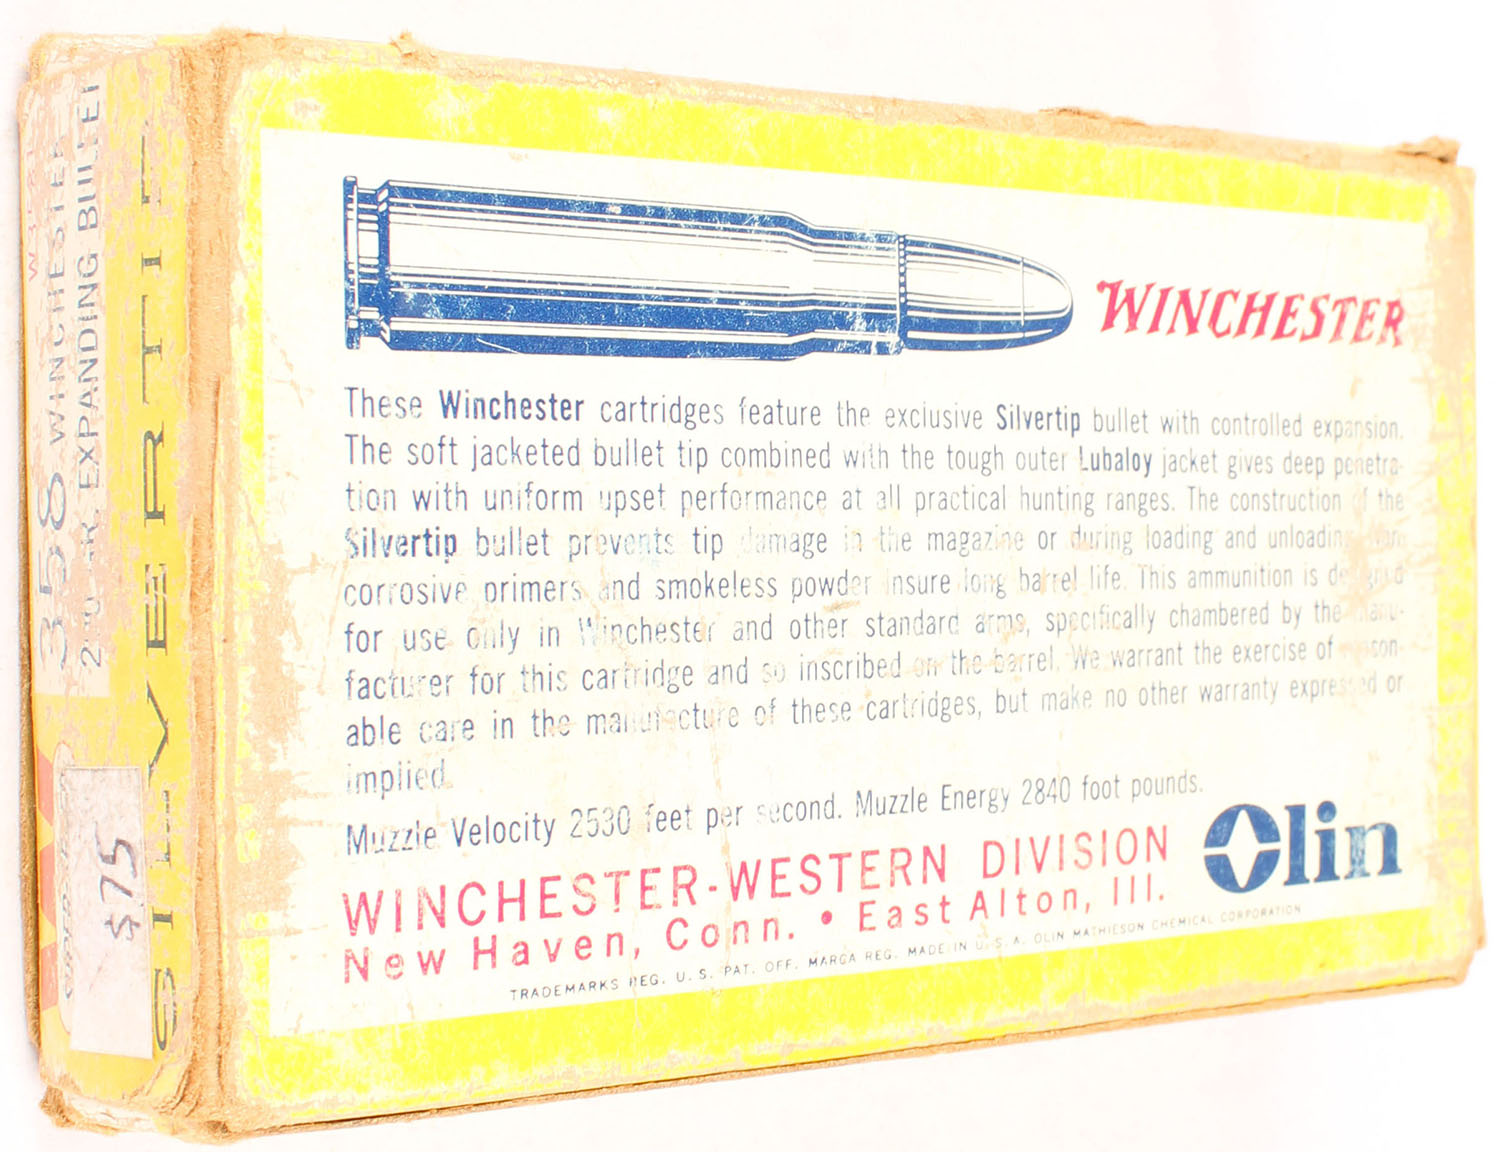 358 WINCHESTER
EXPANDING BULLET
SILVERTIP
$75
WINCHESTER
These Winchester cartridges feature the exclusive Silvertip bullet with controlled expansion.
The soft jacketed bullet tip combined with the tough outer Lubaloy jacket gives deep penetra-
tion with uniform upset performance at all practical hunting ranges. The construction of the
Silvertip bullet prevents tip damage in the magazine or during loading and unloading.
corrosive primers and smokeless powder insure long barrel life. This ammunition is designed
for use only in Winchester and other standard arms, specifically chambered by the manu-
facturer for this cartridge and so inscribed on the barrel. We warrant the exercise of reason-
able care in the manufacture of these cartridges, but make no other warranty expressed or
implied.
Muzzle Velocity 2530 feet per second. Muzzle Energy 2840 foot pounds.
WINCHESTER-WESTERN DIVISION
New Haven, Conn. • East Alton, Ill.
Olin
TRADEMARKS REG. U. S. PAT. OFF. MARCA REG. MADE IN U. S. A. OLIN MATHIESON CHEMICAL CORPORATION